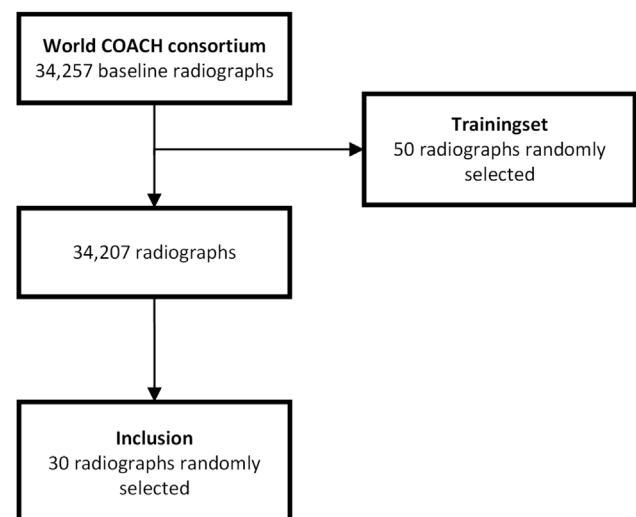 World COACH consortium
34,257 baseline radiographs
Trainingset
50 radiographs randomly
selected
34,207 radiographs
Inclusion
30 radiographs randomly
selected